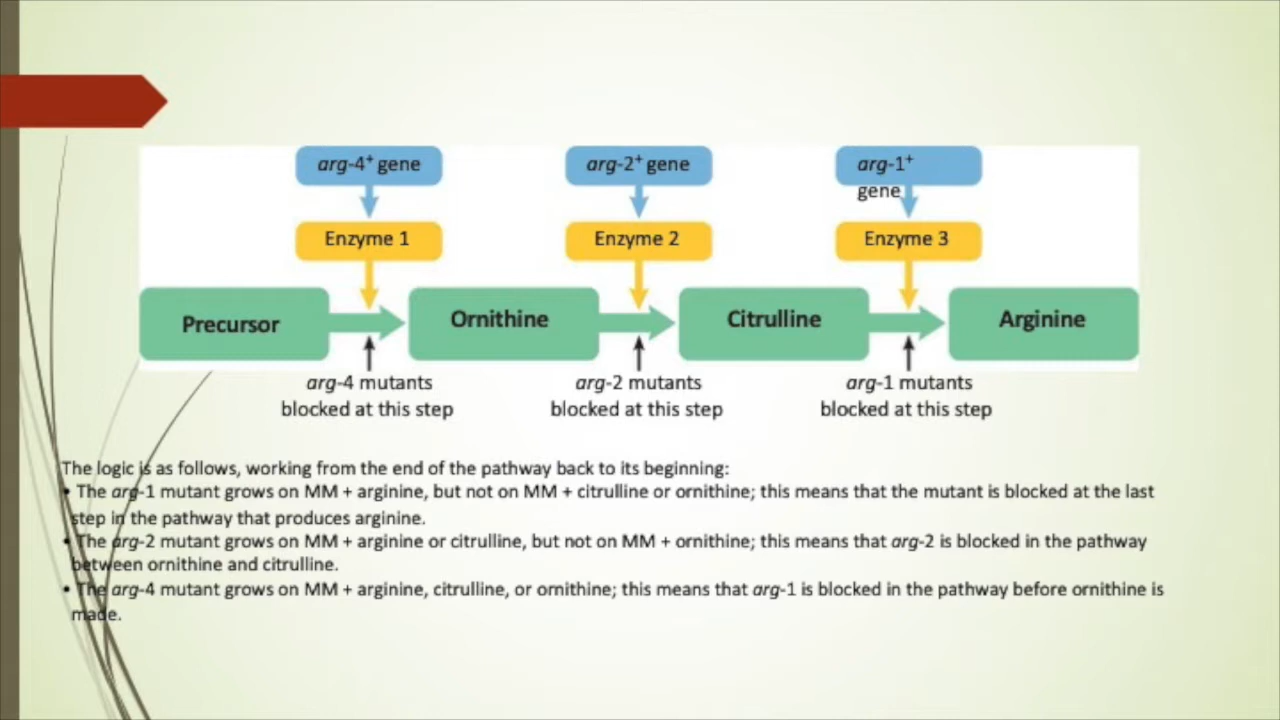 arg-4⁺ gene
arg-2⁺ gene
arg-1⁺
gene
Enzyme 1
Enzyme 2
Enzyme 3
Precursor
Ornithine
Citrulline
Arginine
arg-4 mutants
blocked at this step
arg-2 mutants
blocked at this step
arg-1 mutants
blocked at this step
The logic is as follows, working from the end of the pathway back to its beginning:
• The arg-1 mutant grows on MM + arginine, but not on MM + citrulline or ornithine; this means that the mutant is blocked at the last
step in the pathway that produces arginine.
• The arg-2 mutant grows on MM + arginine or citrulline, but not on MM + ornithine; this means that arg-2 is blocked in the pathway
between ornithine and citrulline.
• The arg-4 mutant grows on MM + arginine, citrulline, or ornithine; this means that arg-1 is blocked in the pathway before ornithine is
made.